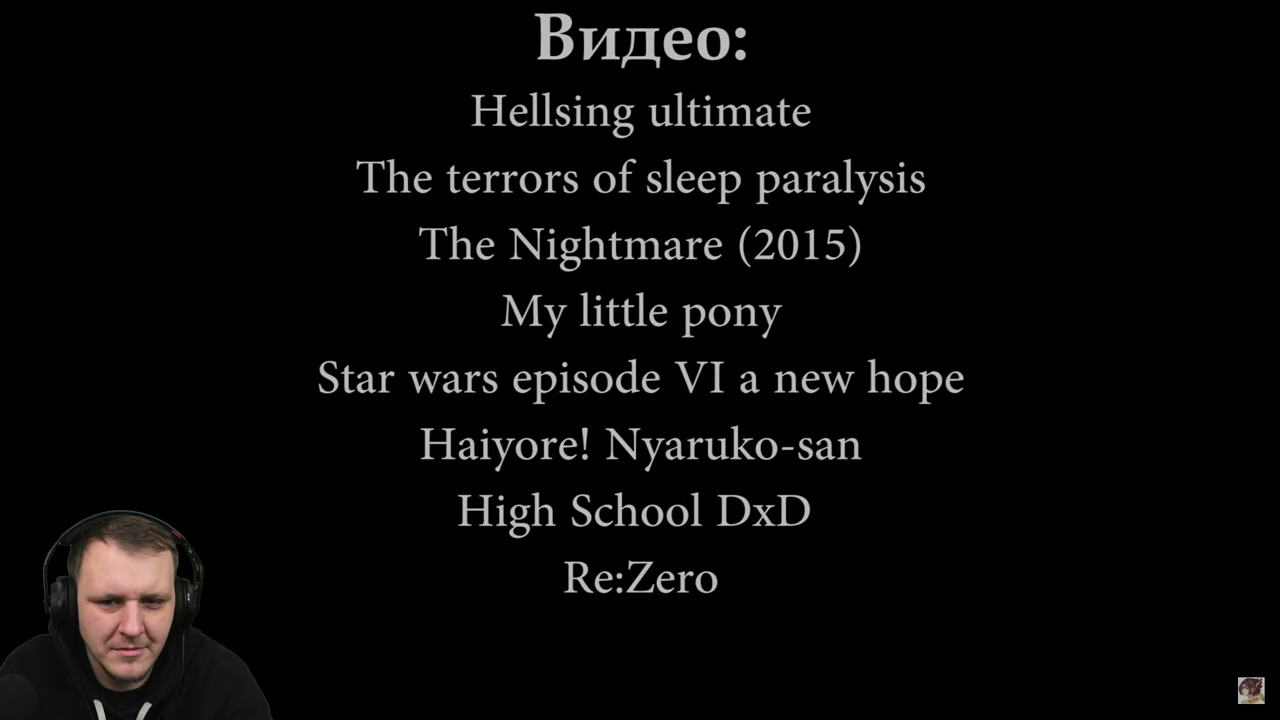 Видео:
Hellsing ultimate
The terrors of sleep paralysis
The Nightmare (2015)
My little pony
Star wars episode VI a new hope
Haiyore! Nyaruko-san
High School DxD
Re:Zero